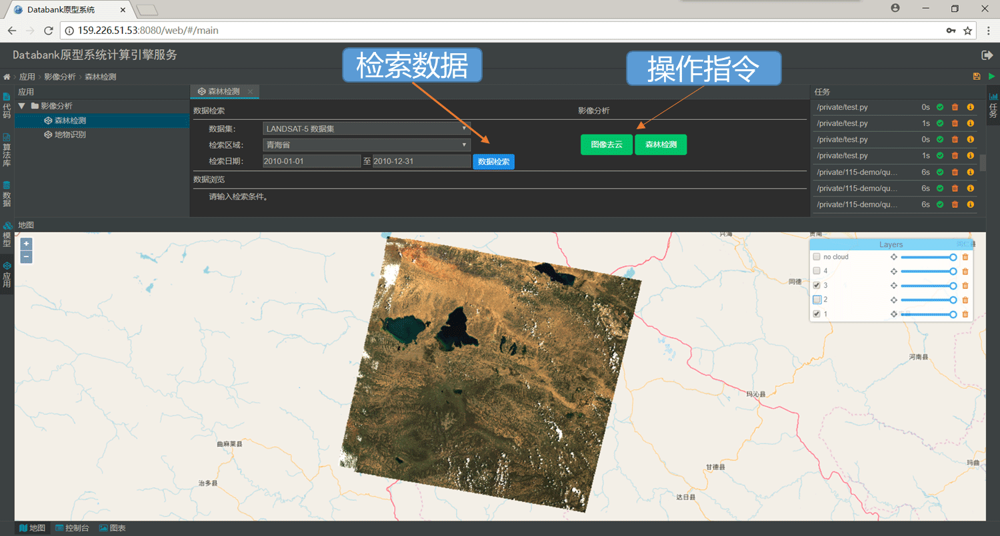 Databank原型系统
159.226.51.53:8080/web/#/main
Databank原型系统计算引擎服务
检索数据
操作指令
应用 › 影像分析 › 森林检测
代码
算法库
数据
模型
应用
应用
影像分析
森林检测
地物识别
森林检测
数据检索
数据集:
LANDSAT-5 数据集
检索区域:
青海省
检索日期:
2010-01-01 至 2010-12-31
数据检索
数据浏览
请输入检索条件。
影像分析
图像去云 森林检测
任务
/private/test.py 0s
/private/test.py 1s
/private/test.py 0s
/private/test.py 1s
/private/115-demo/qu... 6s
/private/115-demo/qu... 6s
/private/115-demo/qu... 6s
任务
地图
+
−
兴海
贵南
同德
河南县
玛沁县
曲麻莱县
治多县
甘德县
达日县
玛曲
Layers
no cloud
4
3
2
1
地图 控制台 图表